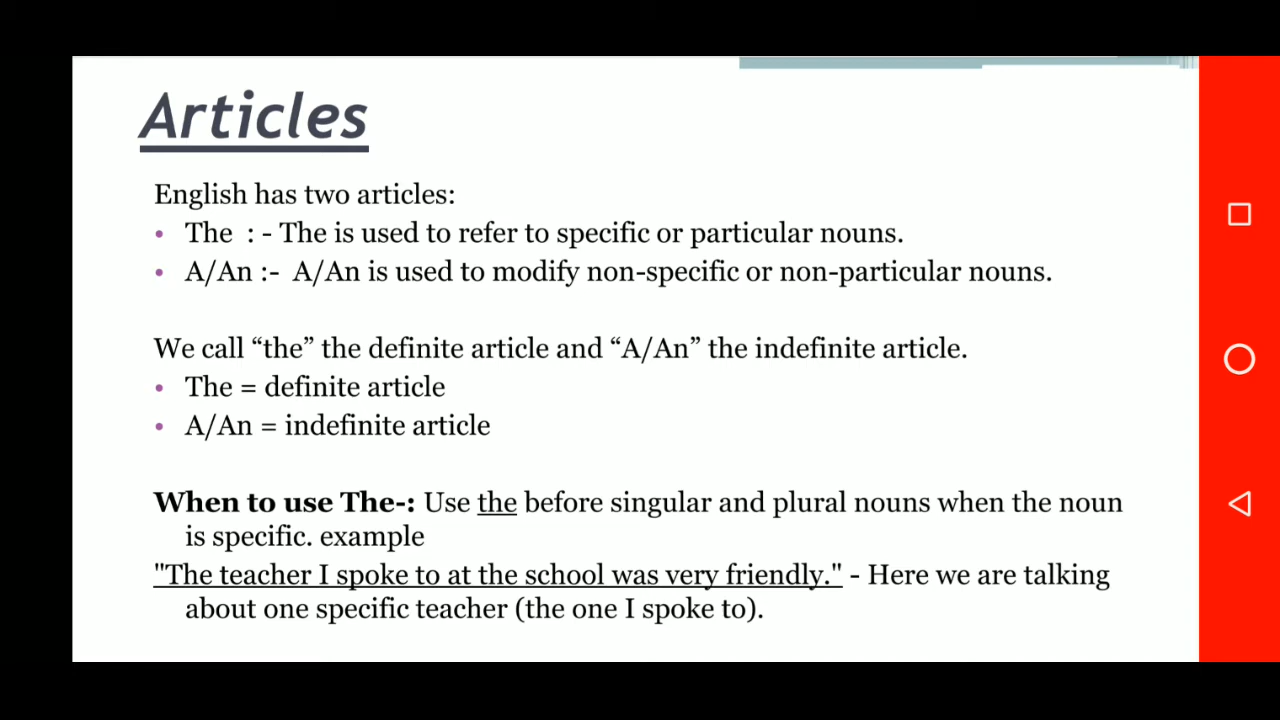 Articles
English has two articles:
• The : - The is used to refer to specific or particular nouns.
• A/An :- A/An is used to modify non-specific or non-particular nouns.
We call “the” the definite article and “A/An” the indefinite article.
• The = definite article
• A/An = indefinite article
When to use The-: Use the before singular and plural nouns when the noun
is specific. example
"The teacher I spoke to at the school was very friendly." - Here we are talking
about one specific teacher (the one I spoke to).